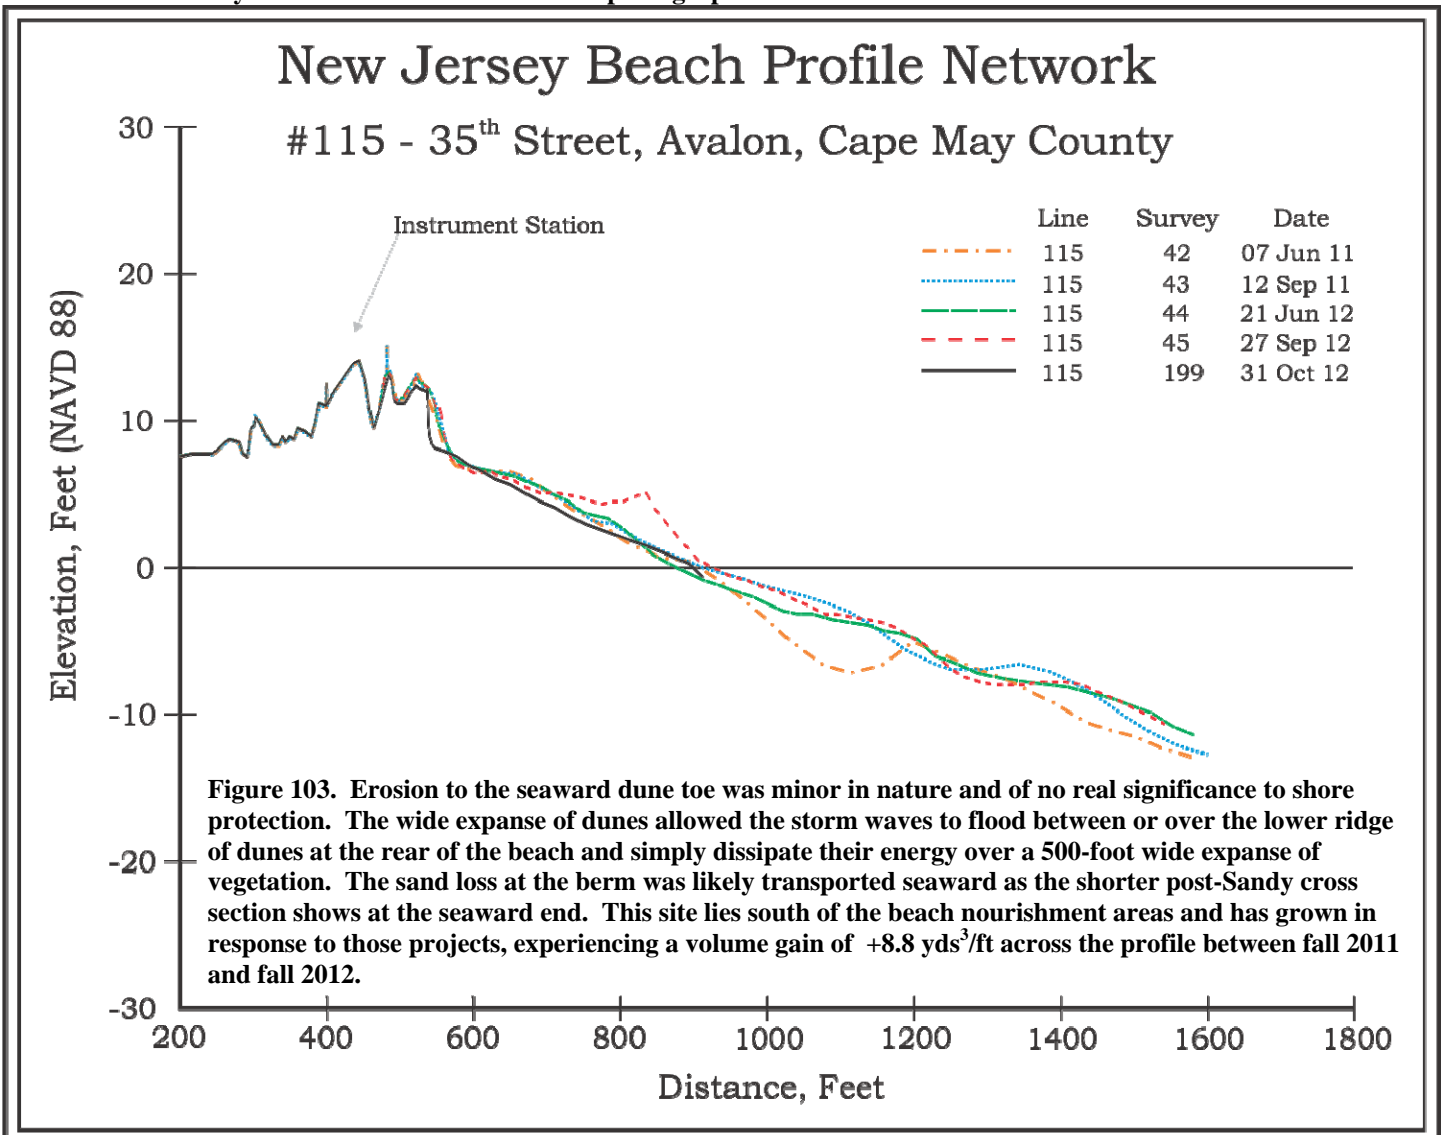 New Jersey Beach Profile Network
#115 - 35th Street, Avalon, Cape May County
Instrument Station
Line Survey Date
115 42 07 Jun 11
115 43 12 Sep 11
115 44 21 Jun 12
115 45 27 Sep 12
115 199 31 Oct 12
Elevation, Feet (NAVD 88)
30
20
10
0
-10
-20
-30
Figure 103. Erosion to the seaward dune toe was minor in nature and of no real significance to shore
protection. The wide expanse of dunes allowed the storm waves to flood between or over the lower ridge
of dunes at the rear of the beach and simply dissipate their energy over a 500-foot wide expanse of
vegetation. The sand loss at the berm was likely transported seaward as the shorter post-Sandy cross
section shows at the seaward end. This site lies south of the beach nourishment areas and has grown in
response to those projects, experiencing a volume gain of +8.8 yds³/ft across the profile between fall 2011
and fall 2012.
200 400 600 800 1000 1200 1400 1600 1800
Distance, Feet